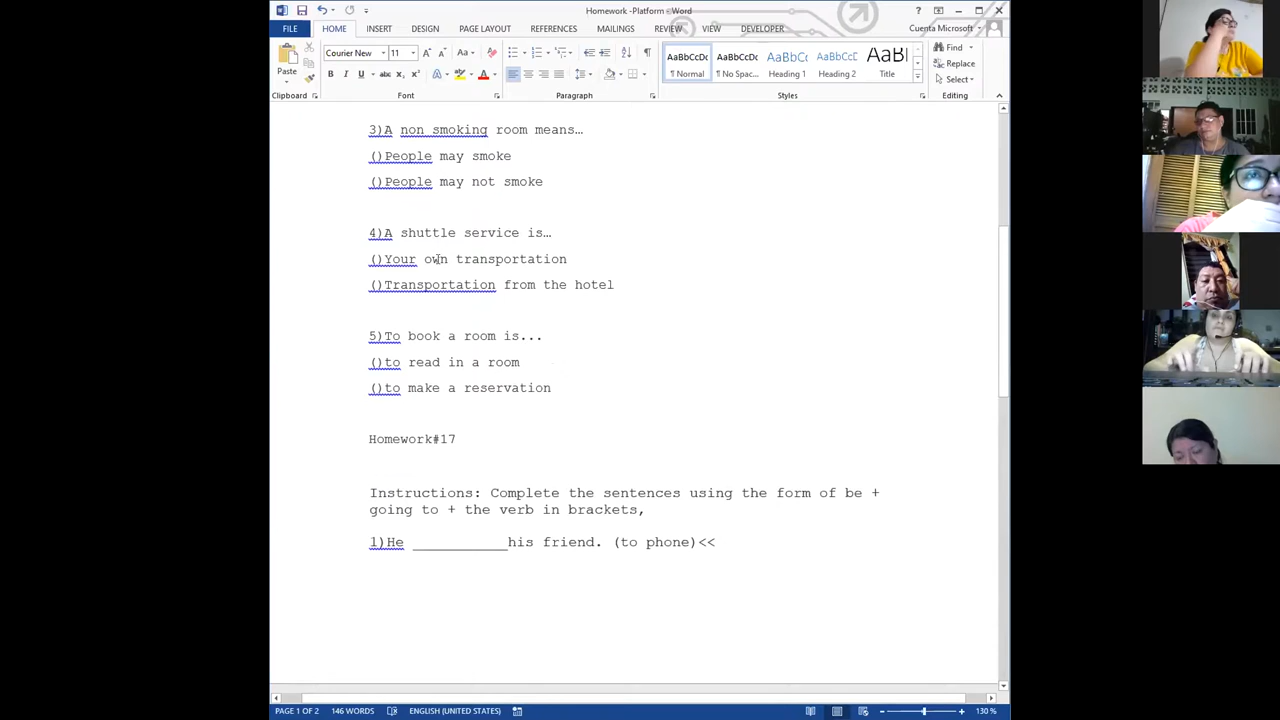 Homework -Platform - Word
FILE HOME INSERT DESIGN PAGE LAYOUT REFERENCES MAILINGS REVIEW VIEW DEVELOPER Cuenta Microsoft
Courier New 11 Find
Replace
Paste AaBbCcDc AaBbCcDc AaBbCc AaBbCcC AaBI
¶ Normal ¶ No Spac... Heading 1 Heading 2 Title Select
Clipboard Font Paragraph Styles Editing
3)A non smoking room means…
()People may smoke
()People may not smoke
4)A shuttle service is…
()Your own transportation
()Transportation from the hotel
5)To book a room is...
()to read in a room
()to make a reservation
Homework#17
Instructions: Complete the sentences using the form of be +
going to + the verb in brackets,
1)He ___________his friend. (to phone)<<
PAGE 1 OF 2 146 WORDS ENGLISH (UNITED STATES) 130 %